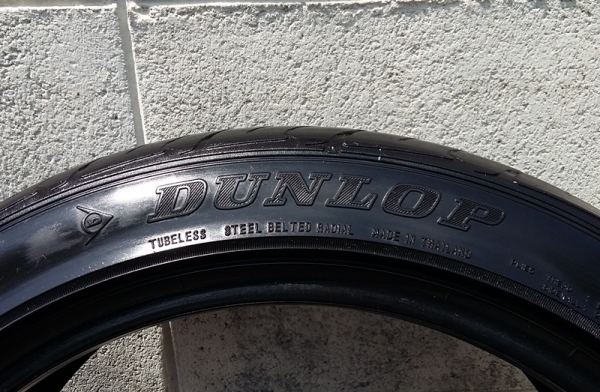 DUNLOP
TUBELESS STEEL BELTED RADIAL MADE IN THAILAND